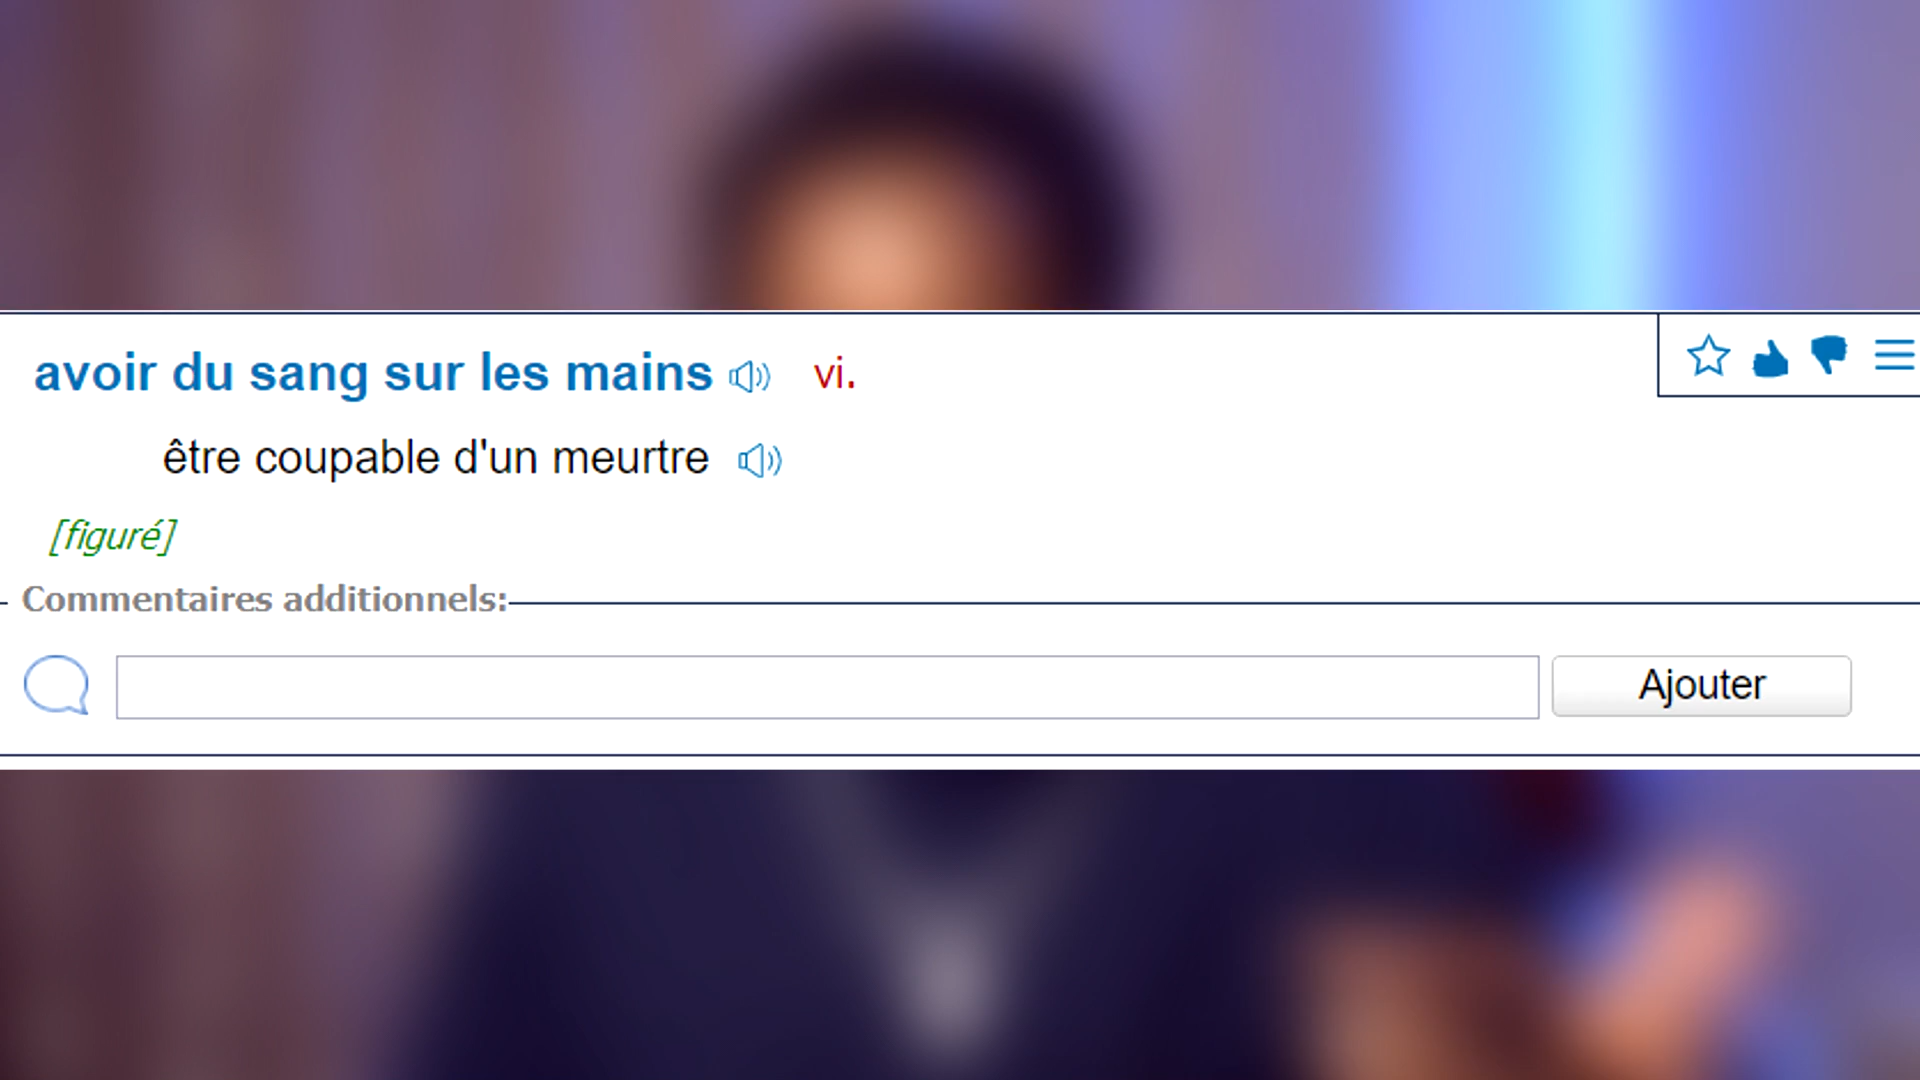 avoir du sang sur les mains vi.
être coupable d'un meurtre
[figuré]
Commentaires additionnels:
Ajouter